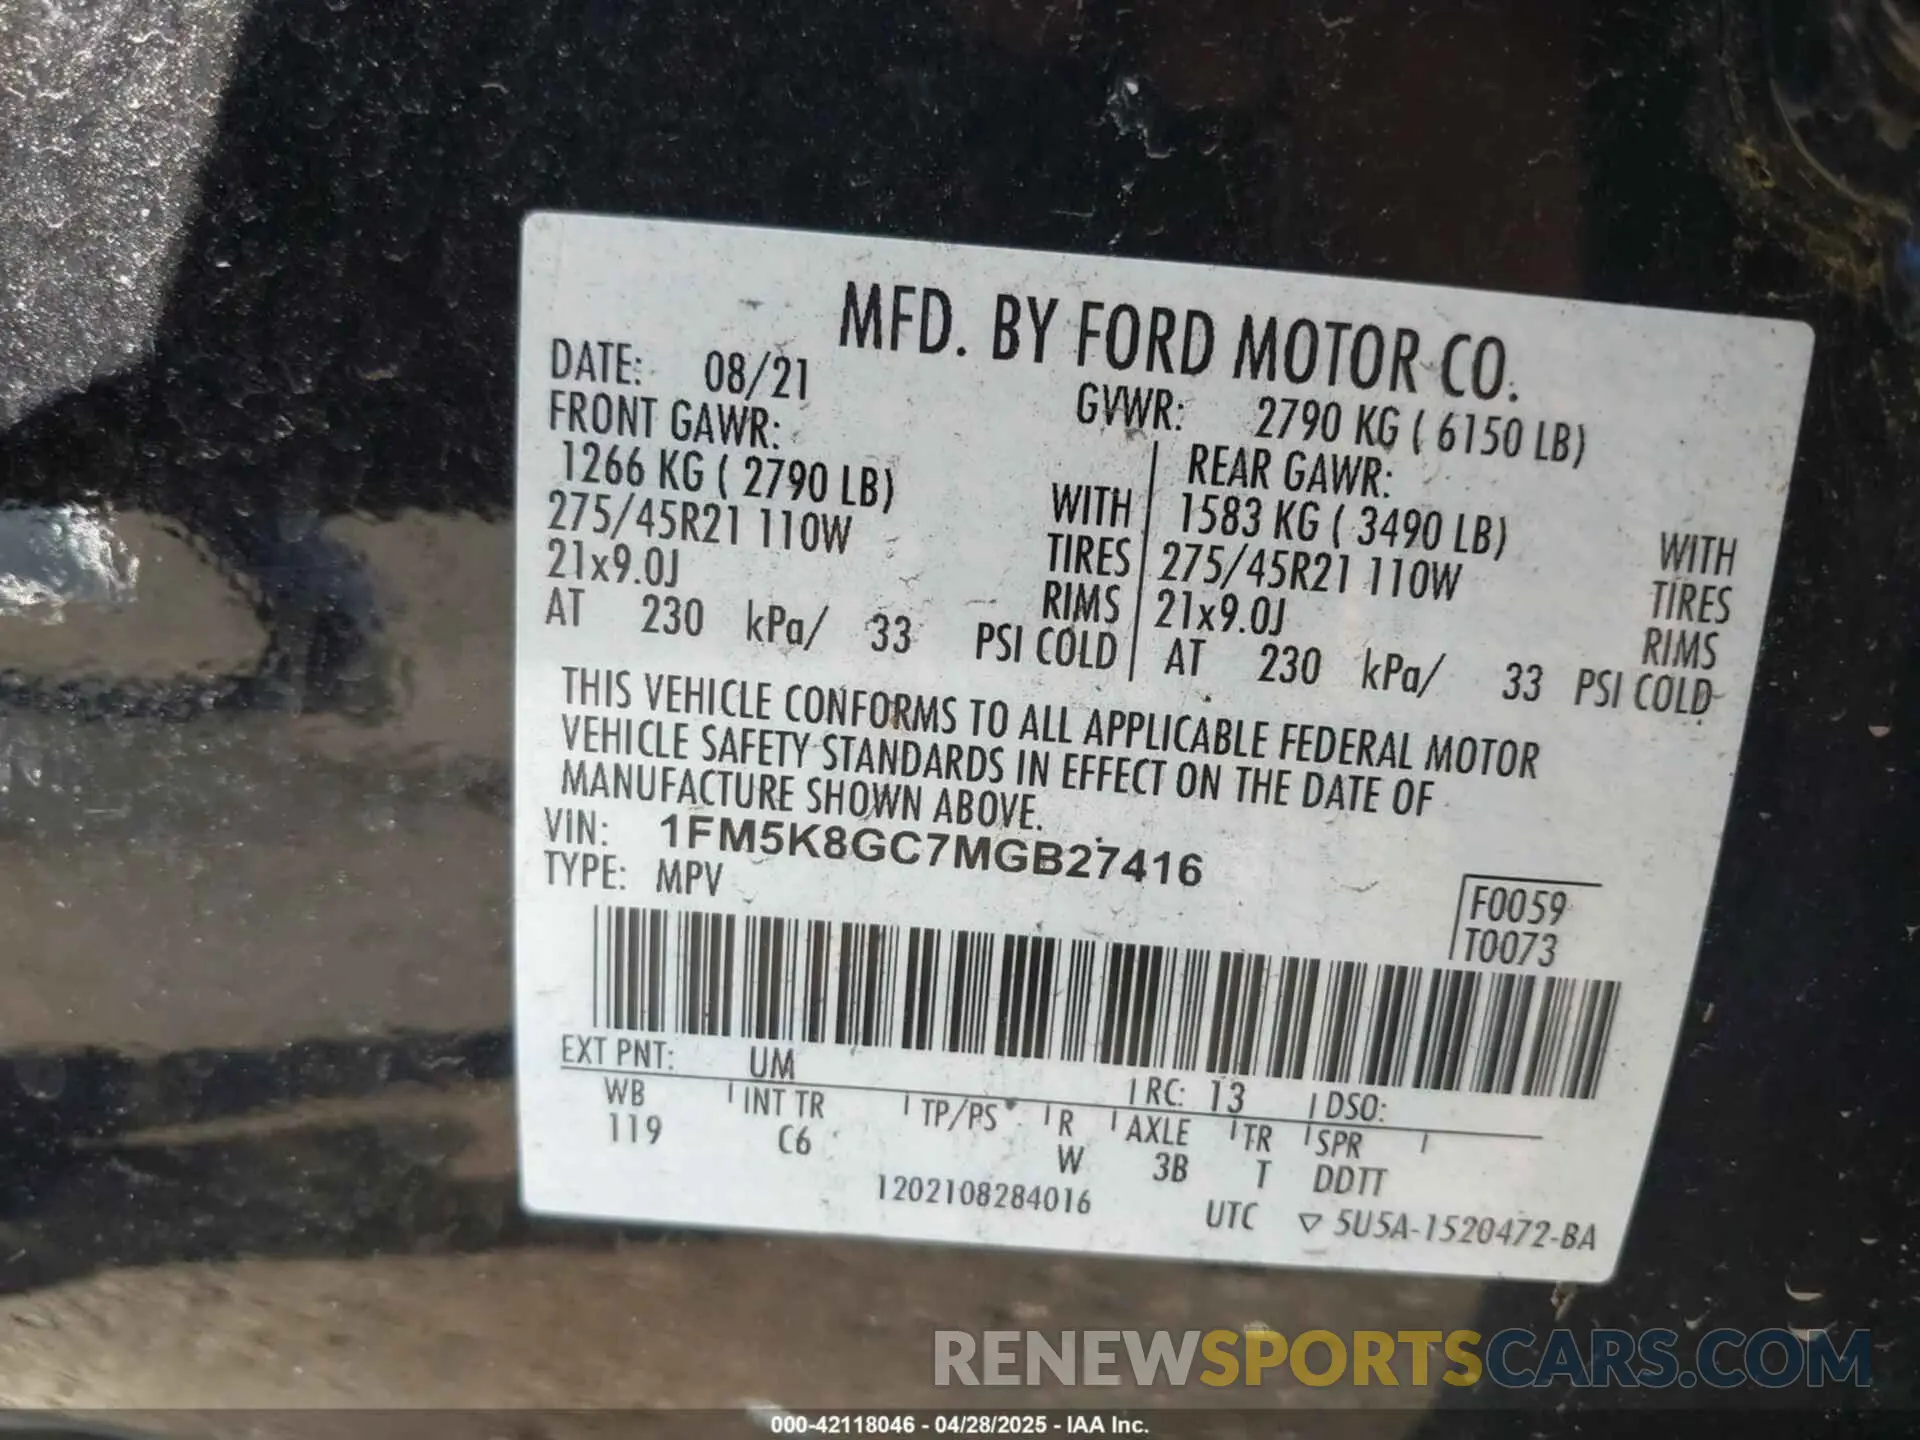 MFD. BY FORD MOTOR CO.
DATE: 08/21 GVWR: 2790 KG ( 6150 LB)
FRONT GAWR: REAR GAWR:
1266 KG ( 2790 LB) WITH 1583 KG ( 3490 LB) WITH
275/45R21 110W TIRES 275/45R21 110W TIRES
21x9.0J RIMS 21x9.0J RIMS
AT 230 kPa/ 33 PSI COLD AT 230 kPa/ 33 PSI COLD
THIS VEHICLE CONFORMS TO ALL APPLICABLE FEDERAL MOTOR
VEHICLE SAFETY STANDARDS IN EFFECT ON THE DATE OF
MANUFACTURE SHOWN ABOVE.
VIN: 1FM5K8GC7MGB27416
TYPE: MPV
F0059
T0073
EXT PNT: UM RC: 13 DSO:
WB INT TR TP/PS R AXLE TR SPR
119 C6 W 3B T DDTT
1202108284016 UTC ▽ 5U5A-1520472-BA
RENEWSPORTSCARS.COM
000-42118046 - 04/28/2025 - IAA Inc.